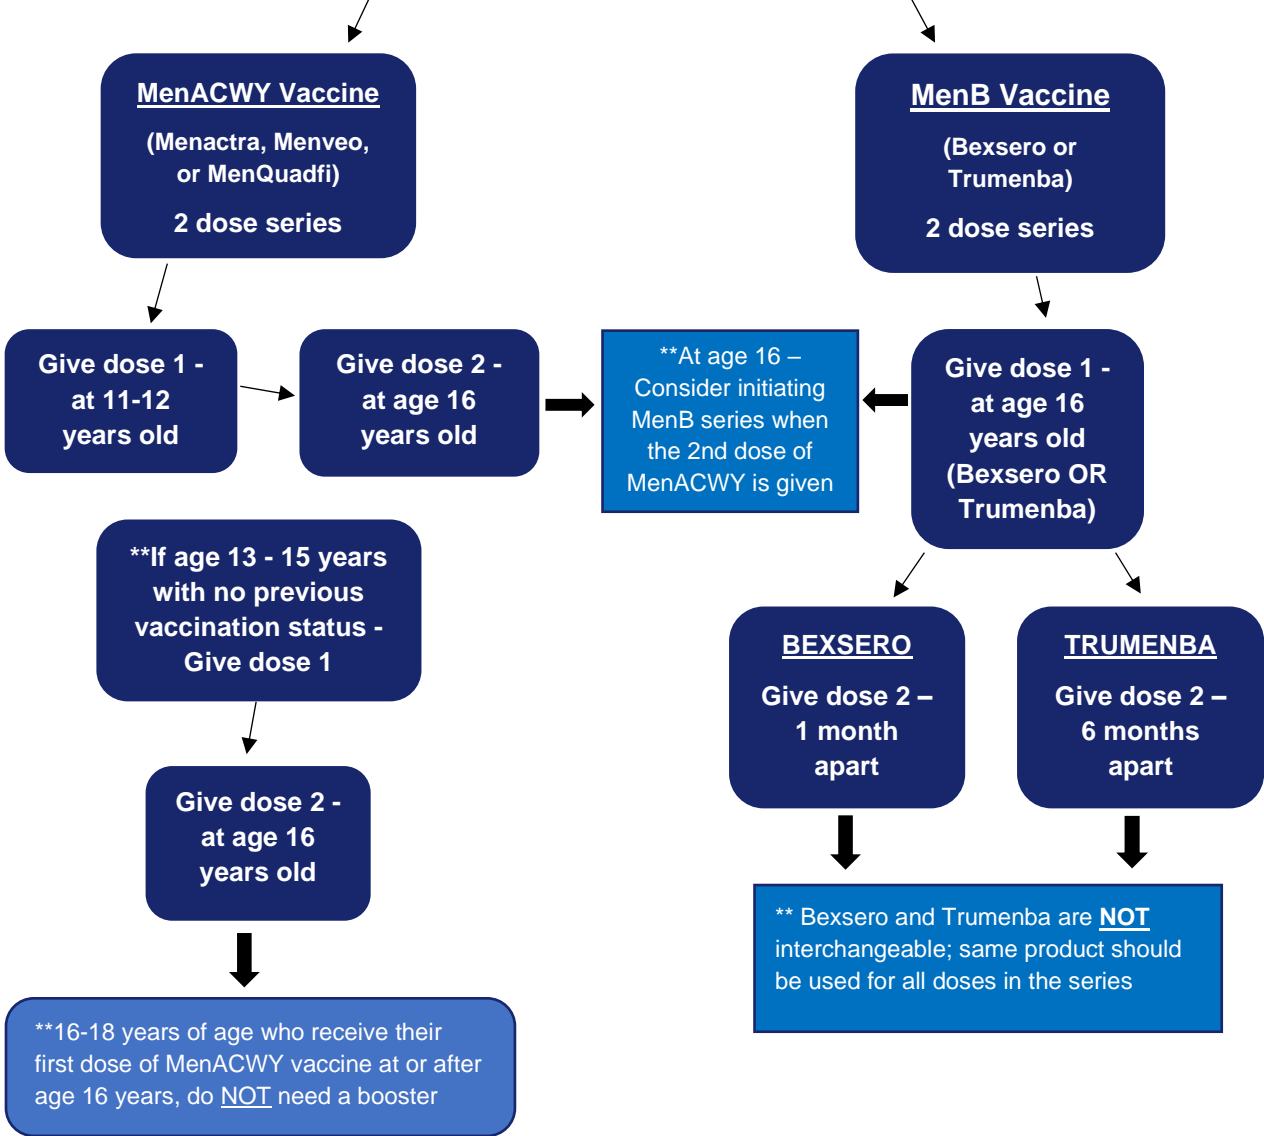 MenACWY Vaccine
(Menactra, Menveo,
or MenQuadfi)
2 dose series
MenB Vaccine
(Bexsero or
Trumenba)
2 dose series
Give dose 1 -
at 11-12
years old
Give dose 2 -
at age 16
years old
**At age 16 –
Consider initiating
MenB series when
the 2nd dose of
MenACWY is given
Give dose 1 -
at age 16
years old
(Bexsero OR
Trumenba)
**If age 13 - 15 years
with no previous
vaccination status -
Give dose 1
BEXSERO
Give dose 2 –
1 month
apart
TRUMENBA
Give dose 2 –
6 months
apart
Give dose 2 -
at age 16
years old
** Bexsero and Trumenba are NOT
interchangeable; same product should
be used for all doses in the series
**16-18 years of age who receive their
first dose of MenACWY vaccine at or after
age 16 years, do NOT need a booster